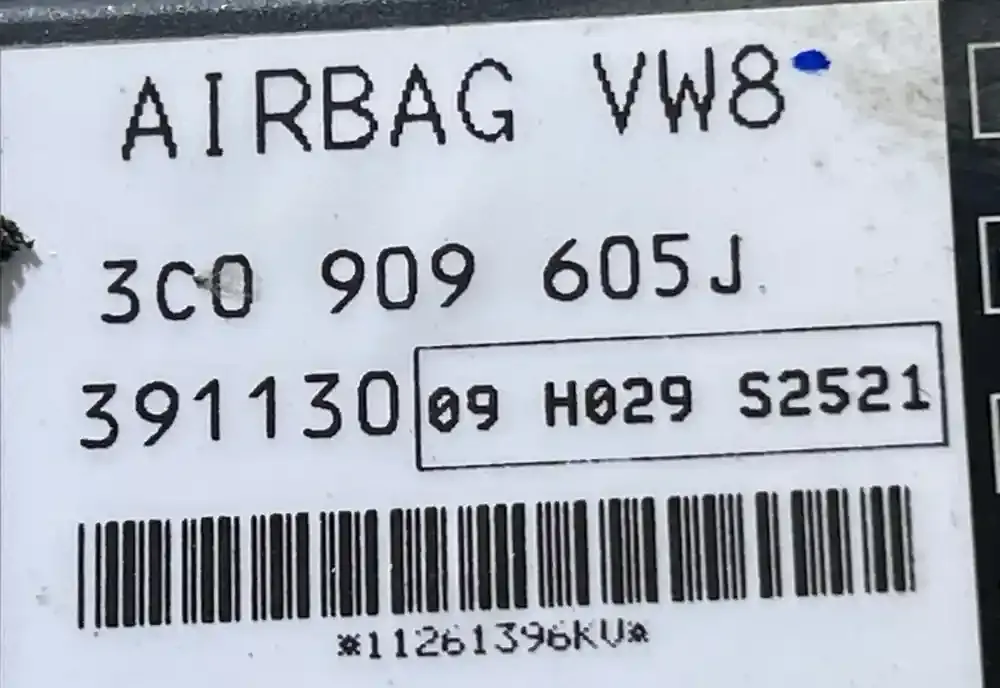 AIRBAG VW8
3C0 909 605J
391130 09 H029 S2521
*11261396KU*